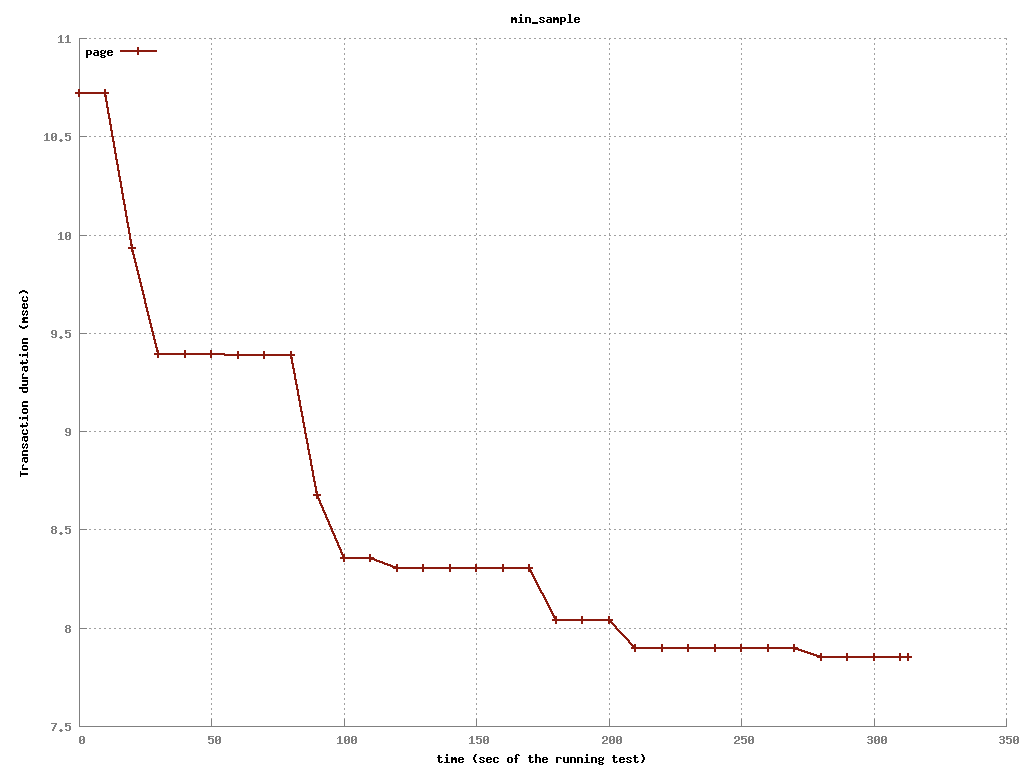 min_sample
page
11
10.5
10
9.5
9
8.5
8
7.5
Transaction duration (msec)
0 50 100 150 200 250 300 350
time (sec of the running test)